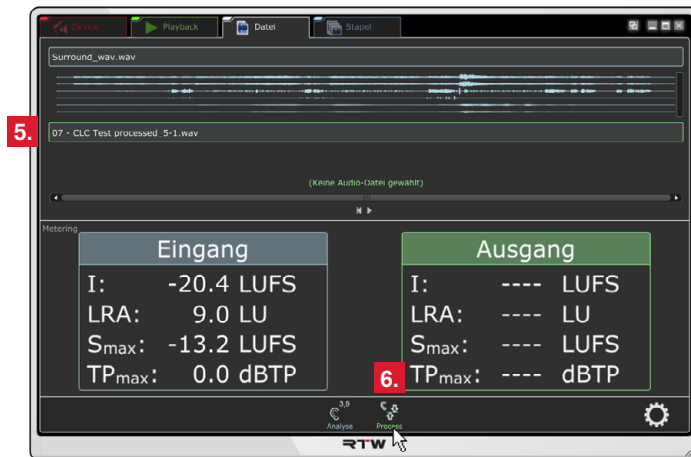 Device Playback Datei Stapel
Surround_wav.wav
5.
07 - CLC Test processed_5-1.wav
(Keine Audio-Datei gewählt)
Metering
Eingang
I: -20.4 LUFS
LRA: 9.0 LU
Smax: -13.2 LUFS
TPmax: 0.0 dBTP
Ausgang
I: ---- LUFS
LRA: ---- LU
Smax: ---- LUFS
6.
TPmax: ---- dBTP
3,9
Analyse Process
RTW